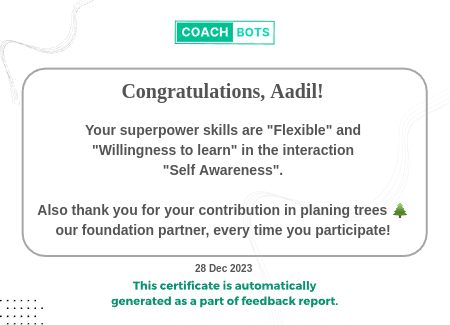 COACH BOTS
Congratulations, Aadil!
Your superpower skills are "Flexible" and
"Willingness to learn" in the interaction
"Self Awareness".
Also thank you for your contribution in planing trees 🌲
our foundation partner, every time you participate!
28 Dec 2023
This certificate is automatically
generated as a part of feedback report.